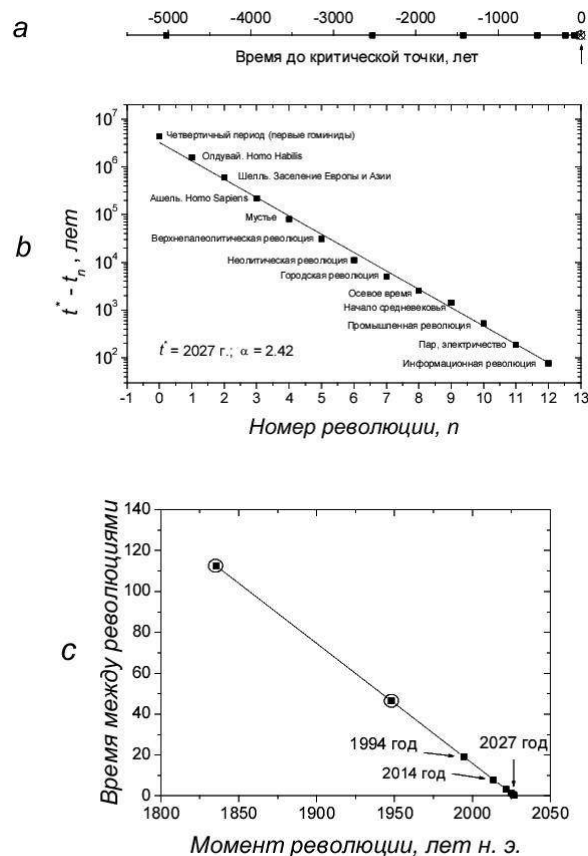 a
-5000 -4000 -3000 -2000 -1000 0
Время до критической точки, лет
b
t* - tₙ, лет
10⁷
10⁶
10⁵
10⁴
10³
10²
Четвертичный период (первые гоминиды)
Олдувай. Homo Habilis
Шелль. Заселение Европы и Азии
Ашель. Homo Sapiens
Мустье
Верхнепалеолитическая революция
Неолитическая революция
Городская революция
Осевое время
Начало средневековья
Промышленная революция
Пар, электричество
Информационная революция
t* = 2027 г.; α = 2.42
-1 0 1 2 3 4 5 6 7 8 9 10 11 12 13
Номер революции, n
c
Время между революциями
140
120
100
80
60
40
20
0
1994 год
2027 год
2014 год
1800 1850 1900 1950 2000 2050
Момент революции, лет н. э.